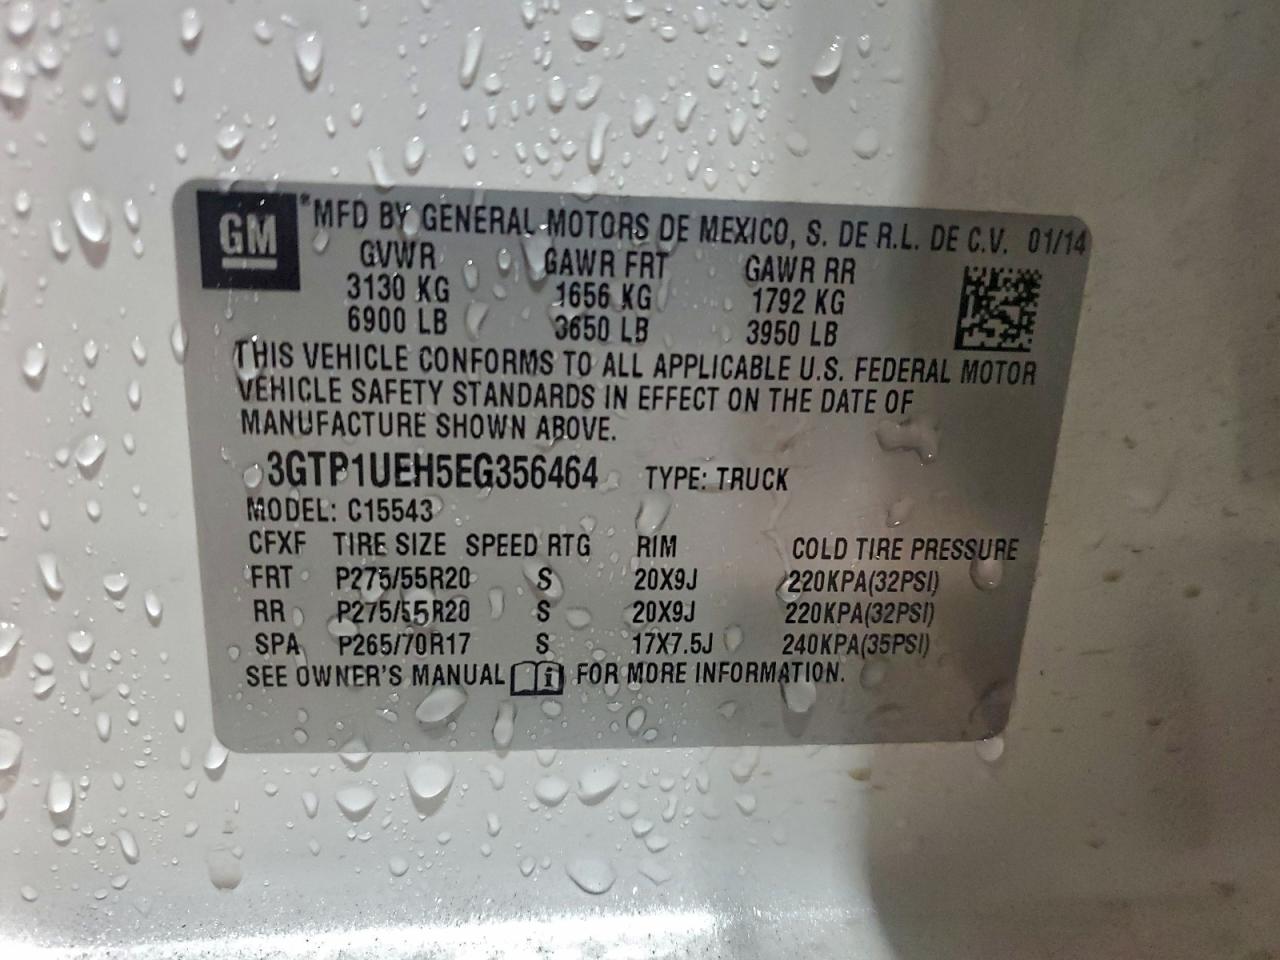 GM *MFD BY GENERAL MOTORS DE MEXICO, S. DE R.L. DE C.V. 01/14
GVWR GAWR FRT GAWR RR
3130 KG 1656 KG 1792 KG
6900 LB 3650 LB 3950 LB
THIS VEHICLE CONFORMS TO ALL APPLICABLE U.S. FEDERAL MOTOR
VEHICLE SAFETY STANDARDS IN EFFECT ON THE DATE OF
MANUFACTURE SHOWN ABOVE.
3GTP1UEH5EG356464 TYPE: TRUCK
MODEL: C15543
CFXF TIRE SIZE SPEED RTG RIM COLD TIRE PRESSURE
FRT P275/55R20 S 20X9J 220KPA(32PSI)
RR P275/55R20 S 20X9J 220KPA(32PSI)
SPA P265/70R17 S 17X7.5J 240KPA(35PSI)
SEE OWNER'S MANUAL FOR MORE INFORMATION.